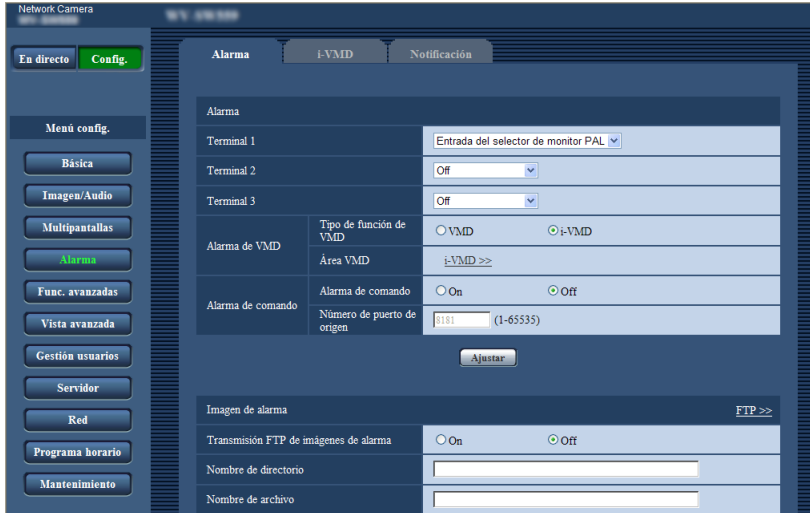 Network Camera
En directo
Config.
Menú config.
Básica
Imagen/Audio
Multipantallas
Alarma
Func. avanzadas
Vista avanzada
Gestión usuarios
Servidor
Red
Programa horario
Mantenimiento
Alarma
i-VMD
Notificación
Alarma
Terminal 1
Entrada del selector de monitor PAL
Terminal 2
Off
Terminal 3
Off
Alarma de VMD
Tipo de función de
VMD
VMD
i-VMD
Área VMD
i-VMD >>
Alarma de comando
Alarma de comando
On
Off
Número de puerto de
origen
8181
(1-65535)
Ajustar
Imagen de alarma
FTP >>
Transmisión FTP de imágenes de alarma
On
Off
Nombre de directorio
Nombre de archivo